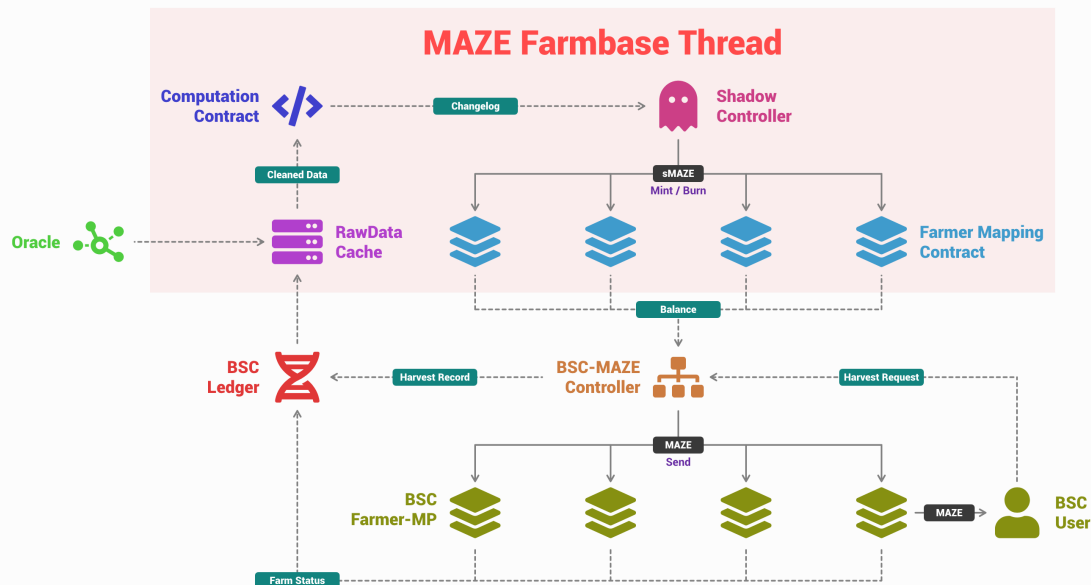 MAZE Farmbase Thread
Computation
Contract
Changelog
Shadow
Controller
Cleaned Data
sMAZE
Mint / Burn
Oracle
RawData
Cache
Farmer Mapping
Contract
Balance
BSC
Ledger
Harvest Record
BSC-MAZE
Controller
Harvest Request
MAZE
Send
BSC
Farmer-MP
MAZE
BSC
User
Farm Status